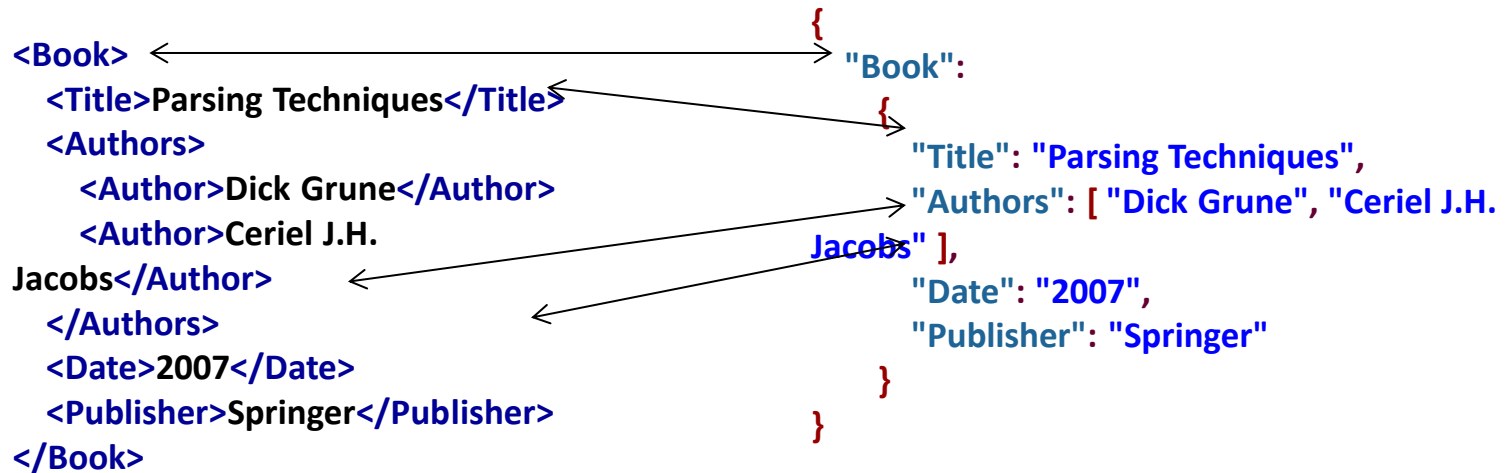 <Book>
<Title>Parsing Techniques</Title>
<Authors>
<Author>Dick Grune</Author>
<Author>Ceriel J.H.
Jacobs</Author>
</Authors>
<Date>2007</Date>
<Publisher>Springer</Publisher>
</Book>
{
"Book":
{
"Title": "Parsing Techniques",
"Authors": [ "Dick Grune", "Ceriel J.H.
Jacobs" ],
"Date": "2007",
"Publisher": "Springer"
}
}